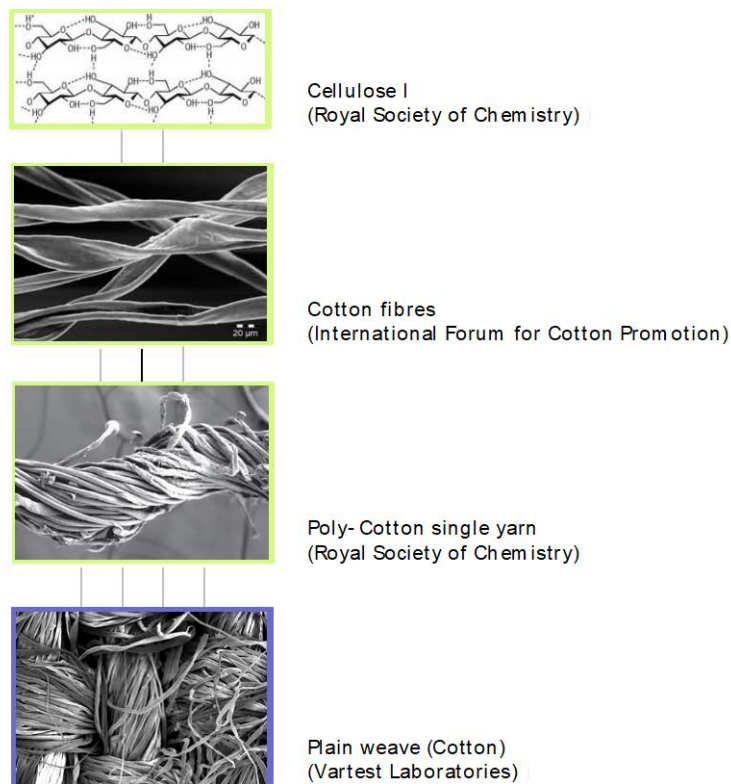 Cellulose I
(Royal Society of Chemistry)
20 µm
Cotton fibres
(International Forum for Cotton Promotion)
Poly-Cotton single yarn
(Royal Society of Chemistry)
Plain weave (Cotton)
(Vartest Laboratories)